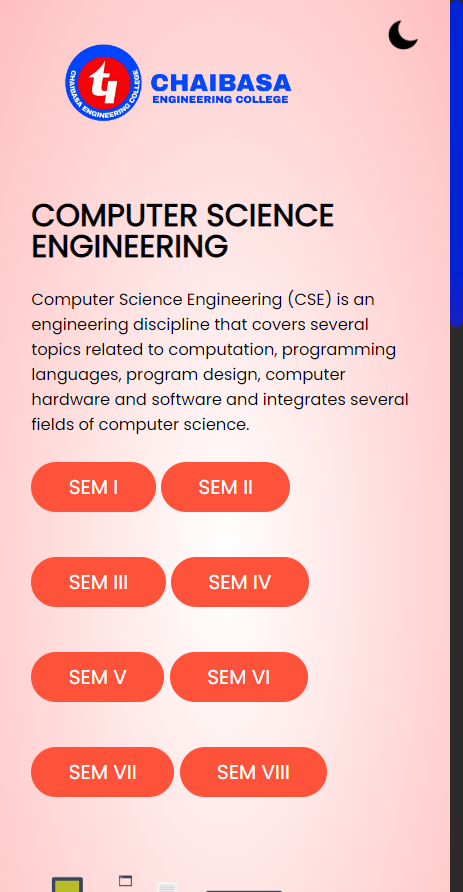 CHAIBASA ENGINEERING COLLEGE
CHAIBASA
ENGINEERING COLLEGE
COMPUTER SCIENCE
ENGINEERING
Computer Science Engineering (CSE) is an
engineering discipline that covers several
topics related to computation, programming
languages, program design, computer
hardware and software and integrates several
fields of computer science.
SEM I SEM II
SEM III SEM IV
SEM V SEM VI
SEM VII SEM VIII